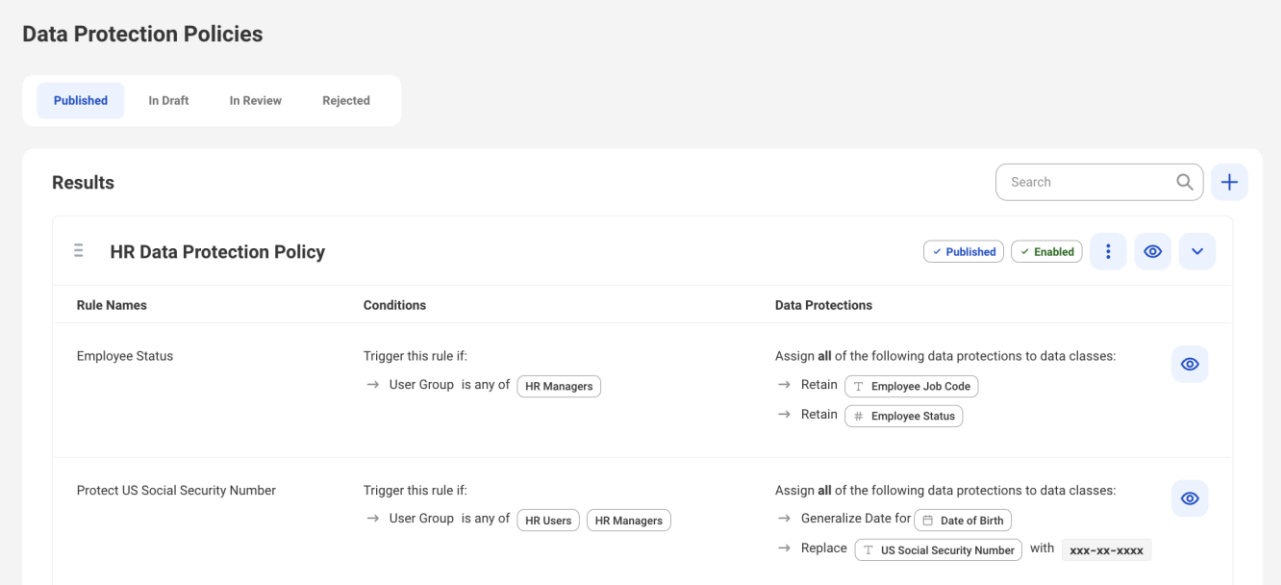 Data Protection Policies
Published In Draft In Review Rejected
Results
Search
HR Data Protection Policy
Published Enabled
Rule Names Conditions Data Protections
Employee Status Trigger this rule if: Assign all of the following data protections to data classes:
→ User Group is any of HR Managers → Retain T Employee Job Code
→ Retain # Employee Status
Protect US Social Security Number Trigger this rule if: Assign all of the following data protections to data classes:
→ User Group is any of HR Users HR Managers → Generalize Date for Date of Birth
→ Replace T US Social Security Number with xxx-xx-xxxx